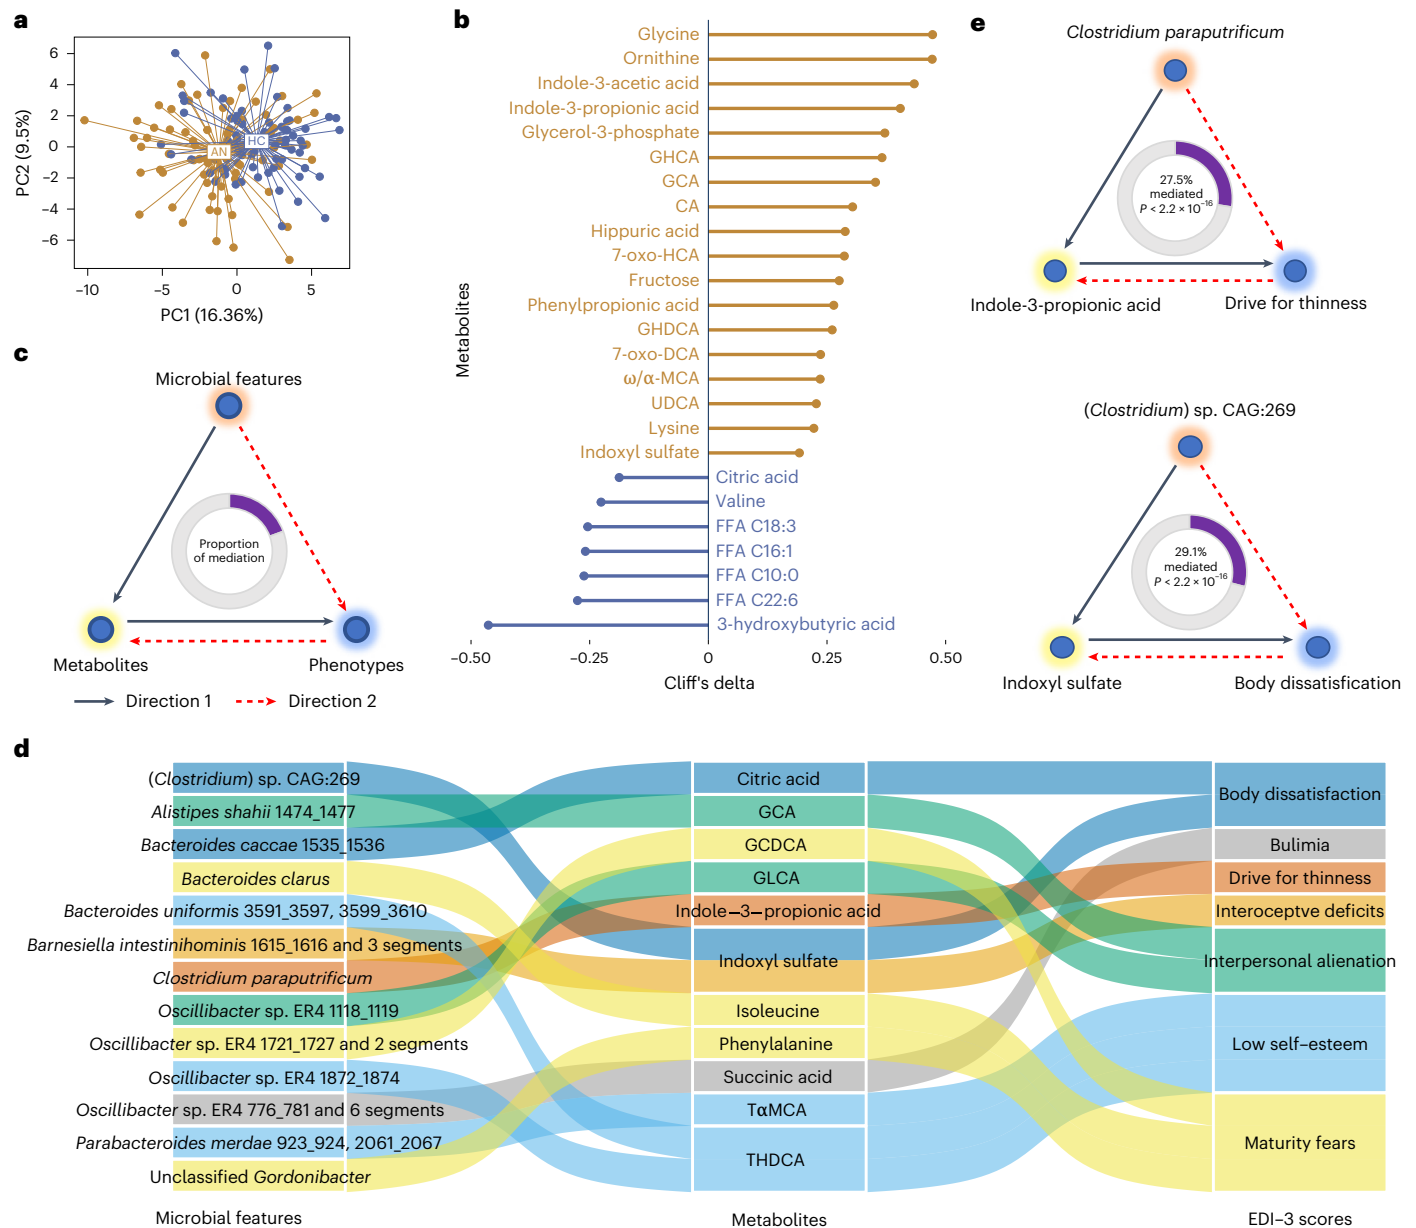 a
6
4
2
0
−2
−4
−6
PC2 (9.5%)
AN
HC
−10
−5
0
5
PC1 (16.36%)
b
Metabolites
Glycine
Ornithine
Indole-3-acetic acid
Indole-3-propionic acid
Glycerol-3-phosphate
GHCA
GCA
CA
Hippuric acid
7-oxo-HCA
Fructose
Phenylpropionic acid
GHDCA
7-oxo-DCA
ω/α-MCA
UDCA
Lysine
Indoxyl sulfate
Citric acid
Valine
FFA C18:3
FFA C16:1
FFA C10:0
FFA C22:6
3-hydroxybutyric acid
−0.50
−0.25
0
0.25
0.50
Cliff's delta
c
Microbial features
Proportion
of mediation
Metabolites
Phenotypes
Direction 1
Direction 2
e
Clostridium paraputrificum
27.5%
mediated
P < 2.2 × 10−16
Indole-3-propionic acid
Drive for thinness
(Clostridium) sp. CAG:269
29.1%
mediated
P < 2.2 × 10−16
Indoxyl sulfate
Body dissatisfication
d
(Clostridium) sp. CAG:269
Alistipes shahii 1474_1477
Bacteroides caccae 1535_1536
Bacteroides clarus
Bacteroides uniformis 3591_3597, 3599_3610
Barnesiella intestinihominis 1615_1616 and 3 segments
Clostridium paraputrificum
Oscillibacter sp. ER4 1118_1119
Oscillibacter sp. ER4 1721_1727 and 2 segments
Oscillibacter sp. ER4 1872_1874
Oscillibacter sp. ER4 776_781 and 6 segments
Parabacteroides merdae 923_924, 2061_2067
Unclassified Gordonibacter
Microbial features
Citric acid
GCA
GCDCA
GLCA
Indole–3–propionic acid
Indoxyl sulfate
Isoleucine
Phenylalanine
Succinic acid
TαMCA
THDCA
Metabolites
Body dissatisfaction
Bulimia
Drive for thinness
Interoceptve deficits
Interpersonal alienation
Low self–esteem
Maturity fears
EDI–3 scores